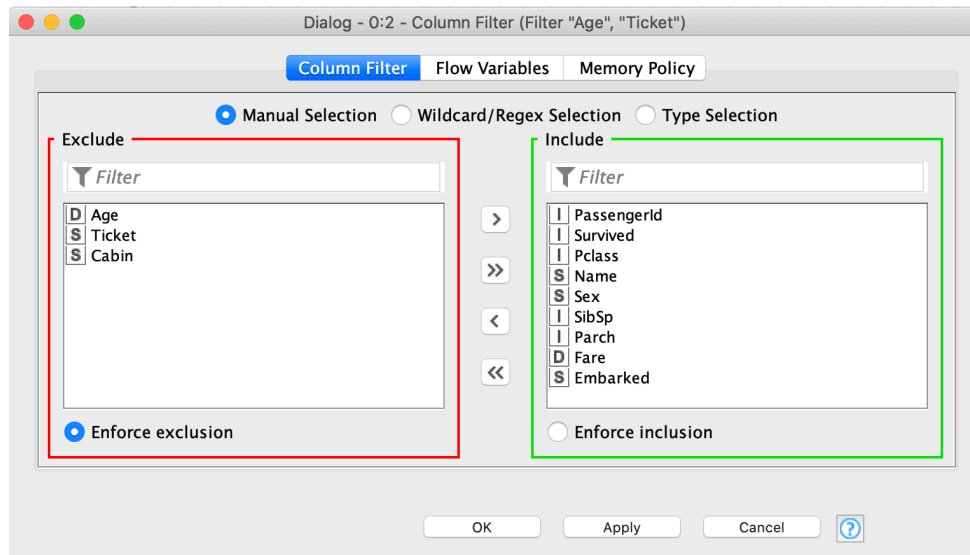 Dialog - 0:2 - Column Filter (Filter "Age", "Ticket")
Column Filter Flow Variables Memory Policy
Manual Selection Wildcard/Regex Selection Type Selection
Exclude
Filter
D Age
S Ticket
S Cabin
Enforce exclusion
>
>>
<
<<
Include
Filter
I PassengerId
I Survived
I Pclass
S Name
S Sex
I SibSp
I Parch
D Fare
S Embarked
Enforce inclusion
OK Apply Cancel ?